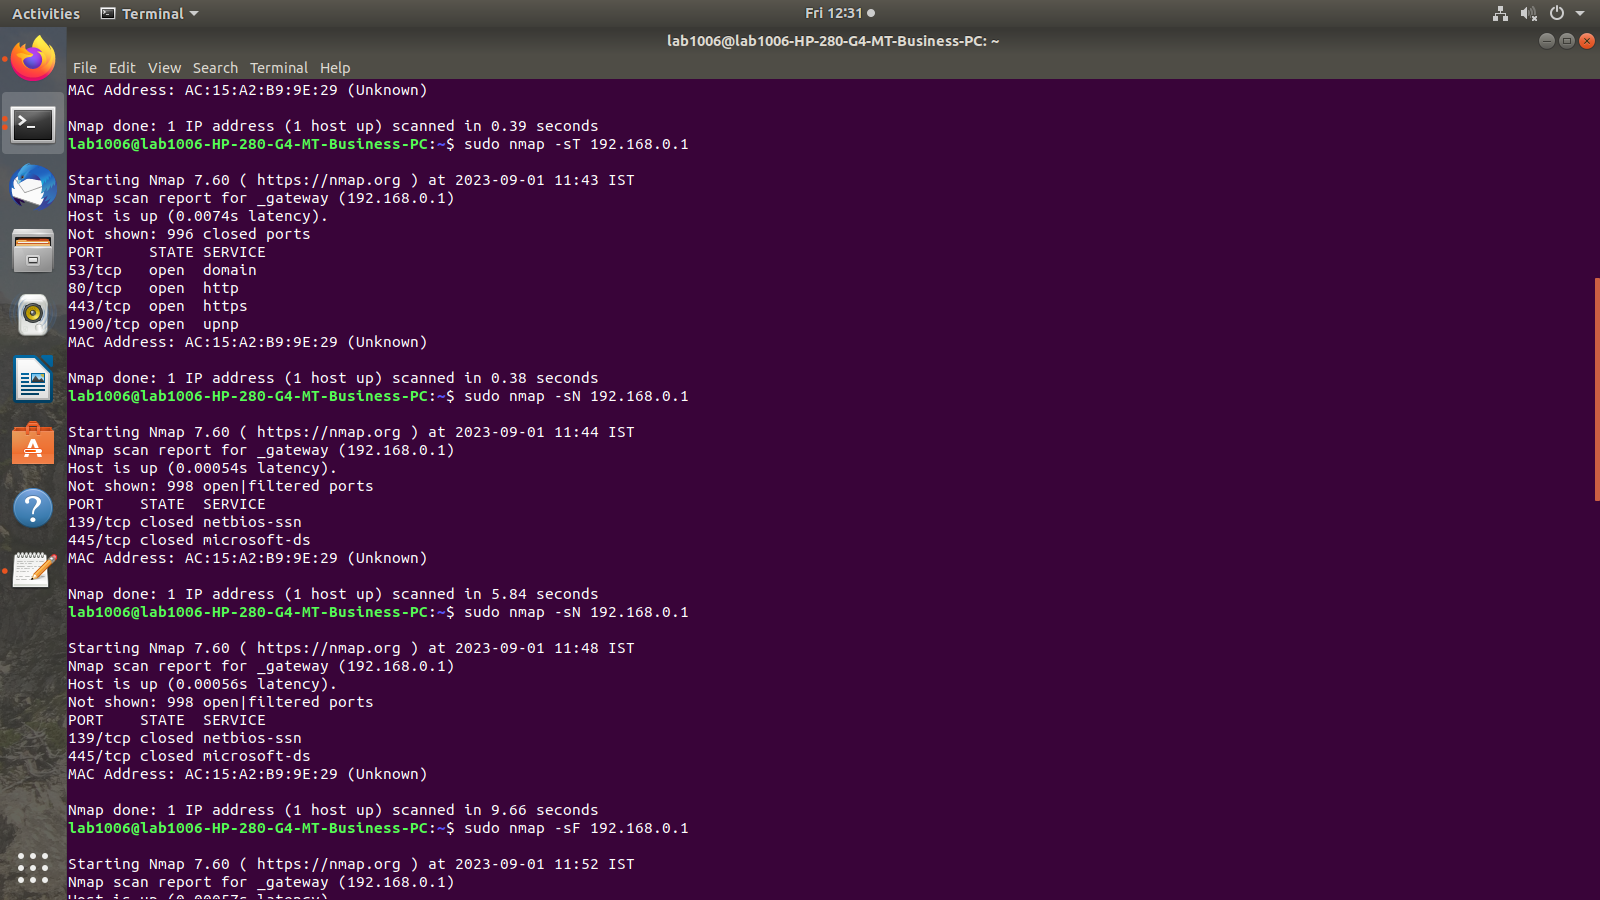 Activities
Terminal
Fri 12:31
lab1006@lab1006-HP-280-G4-MT-Business-PC: ~
File Edit View Search Terminal Help
MAC Address: AC:15:A2:B9:9E:29 (Unknown)
Nmap done: 1 IP address (1 host up) scanned in 0.39 seconds
lab1006@lab1006-HP-280-G4-MT-Business-PC:~$ sudo nmap -sT 192.168.0.1
Starting Nmap 7.60 ( https://nmap.org ) at 2023-09-01 11:43 IST
Nmap scan report for _gateway (192.168.0.1)
Host is up (0.0074s latency).
Not shown: 996 closed ports
PORT     STATE SERVICE
53/tcp   open  domain
80/tcp   open  http
443/tcp  open  https
1900/tcp open  upnp
MAC Address: AC:15:A2:B9:9E:29 (Unknown)
Nmap done: 1 IP address (1 host up) scanned in 0.38 seconds
lab1006@lab1006-HP-280-G4-MT-Business-PC:~$ sudo nmap -sN 192.168.0.1
Starting Nmap 7.60 ( https://nmap.org ) at 2023-09-01 11:44 IST
Nmap scan report for _gateway (192.168.0.1)
Host is up (0.00054s latency).
Not shown: 998 open|filtered ports
PORT    STATE  SERVICE
139/tcp closed netbios-ssn
445/tcp closed microsoft-ds
MAC Address: AC:15:A2:B9:9E:29 (Unknown)
Nmap done: 1 IP address (1 host up) scanned in 5.84 seconds
lab1006@lab1006-HP-280-G4-MT-Business-PC:~$ sudo nmap -sN 192.168.0.1
Starting Nmap 7.60 ( https://nmap.org ) at 2023-09-01 11:48 IST
Nmap scan report for _gateway (192.168.0.1)
Host is up (0.00056s latency).
Not shown: 998 open|filtered ports
PORT    STATE  SERVICE
139/tcp closed netbios-ssn
445/tcp closed microsoft-ds
MAC Address: AC:15:A2:B9:9E:29 (Unknown)
Nmap done: 1 IP address (1 host up) scanned in 9.66 seconds
lab1006@lab1006-HP-280-G4-MT-Business-PC:~$ sudo nmap -sF 192.168.0.1
Starting Nmap 7.60 ( https://nmap.org ) at 2023-09-01 11:52 IST
Nmap scan report for _gateway (192.168.0.1)
Host is up (0.00057s latency).